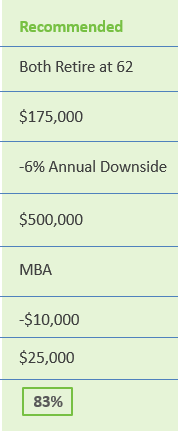 Recommended
Both Retire at 62
$175,000
-6% Annual Downside
$500,000
MBA
-$10,000
$25,000
83%